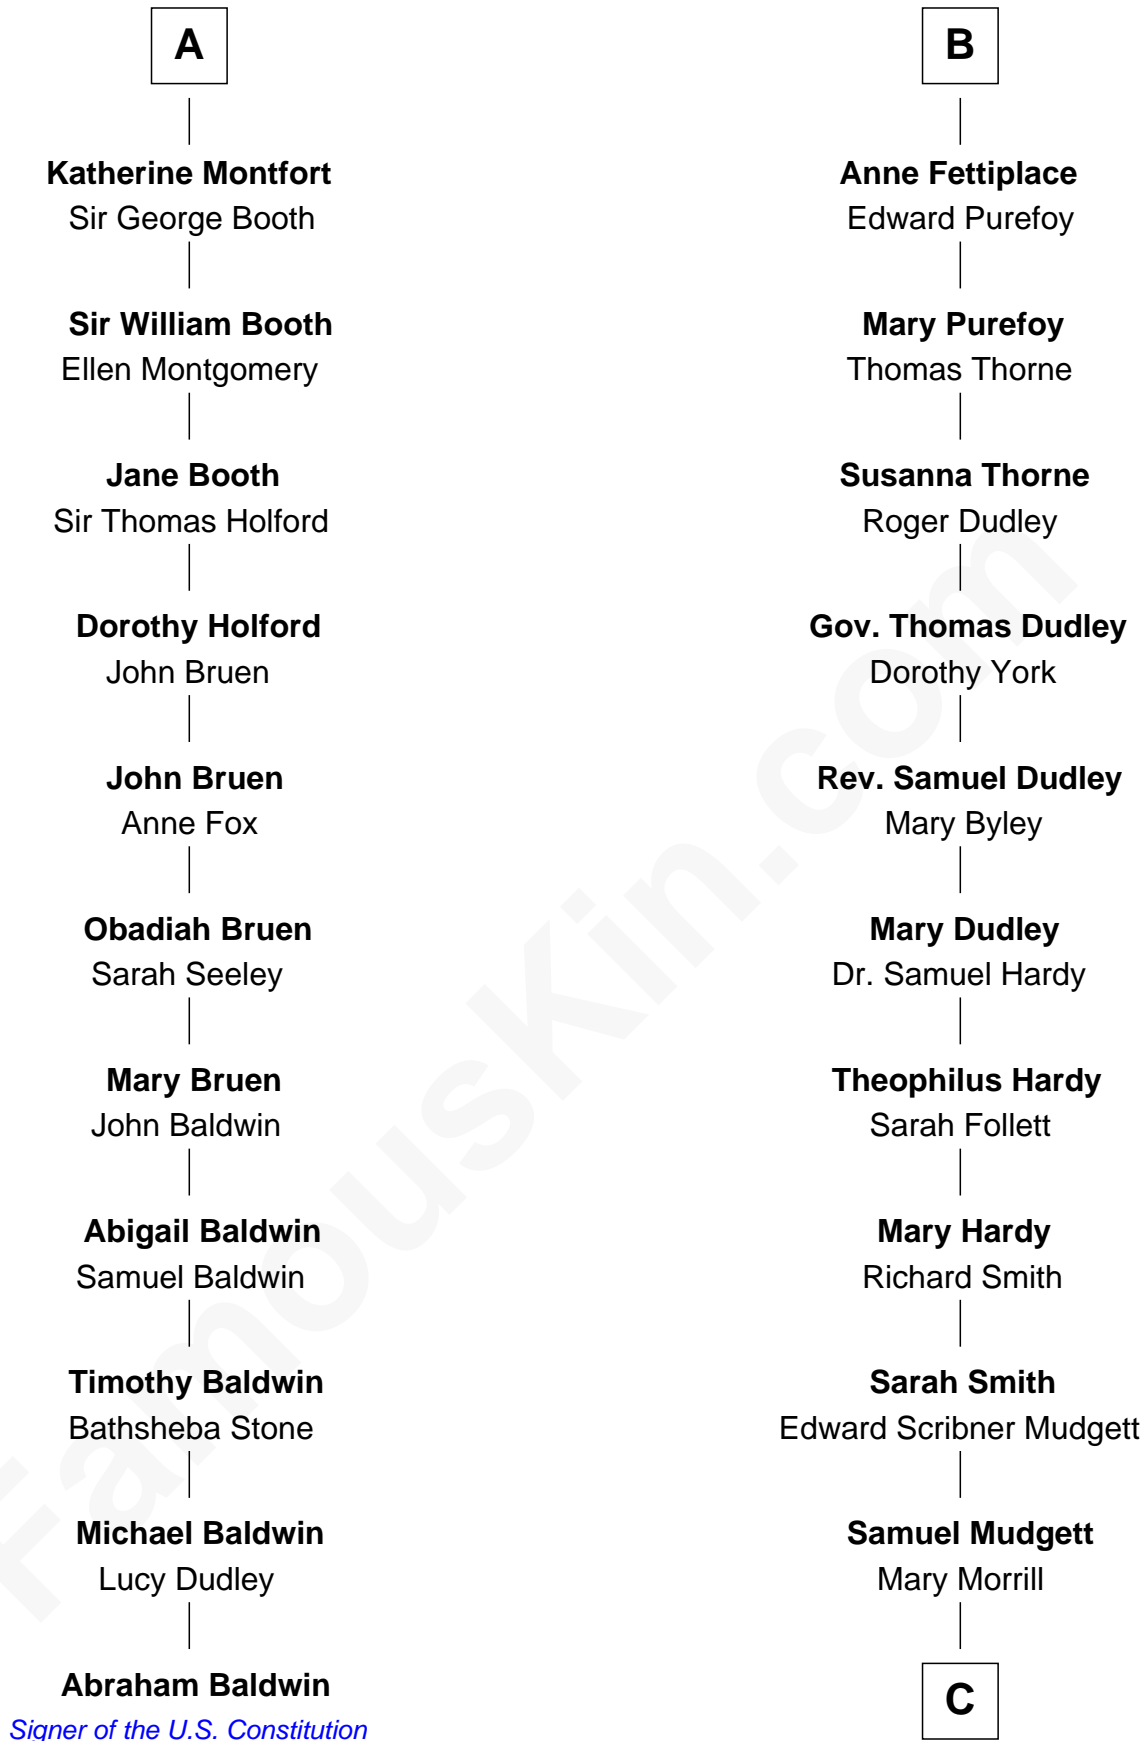 A
Katherine Montfort
Sir George Booth
Sir William Booth
Ellen Montgomery
Jane Booth
Sir Thomas Holford
Dorothy Holford
John Bruen
John Bruen
Anne Fox
Obadiah Bruen
Sarah Seeley
Mary Bruen
John Baldwin
Abigail Baldwin
Samuel Baldwin
Timothy Baldwin
Bathsheba Stone
Michael Baldwin
Lucy Dudley
Abraham Baldwin
Signer of the U.S. Constitution
B
Anne Fettiplace
Edward Purefoy
Mary Purefoy
Thomas Thorne
Susanna Thorne
Roger Dudley
Gov. Thomas Dudley
Dorothy York
Rev. Samuel Dudley
Mary Byley
Mary Dudley
Dr. Samuel Hardy
Theophilus Hardy
Sarah Follett
Mary Hardy
Richard Smith
Sarah Smith
Edward Scribner Mudgett
Samuel Mudgett
Mary Morrill
C
FamousKin.com